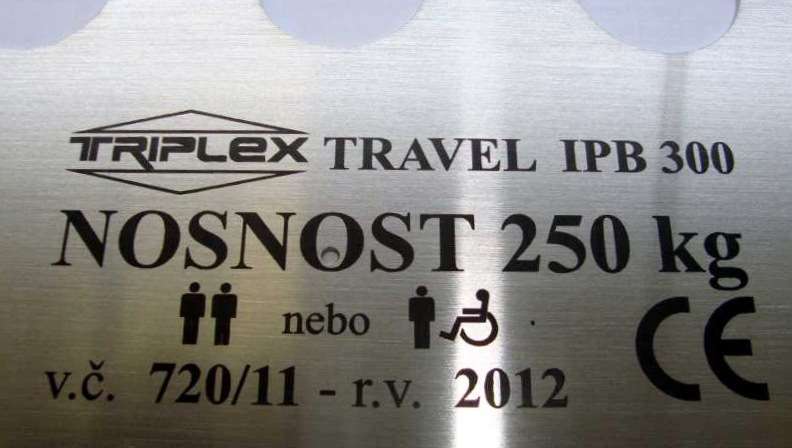 TRIPLEX TRAVEL IPB 300
NOSNOST 250 kg
nebo
CE
v.č. 720/11 - r.v. 2012